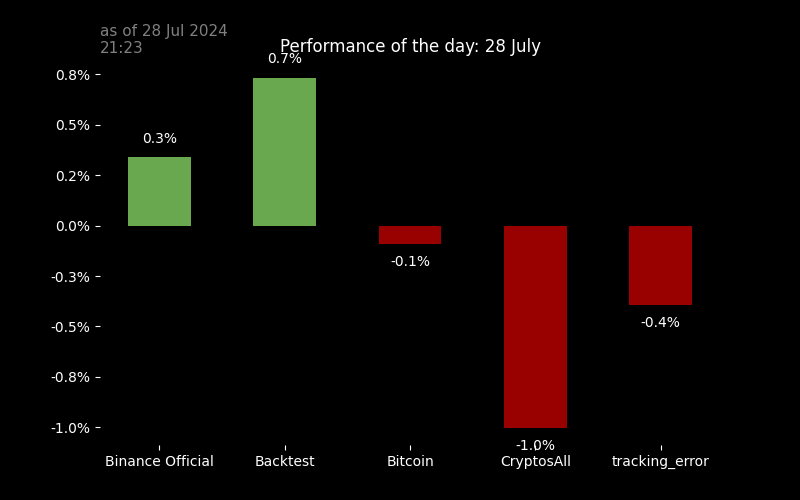 as of 28 Jul 2024
21:23
Performance of the day: 28 July
0.8%
0.5%
0.2%
0.0%
-0.3%
-0.5%
-0.8%
-1.0%
0.3%
0.7%
-0.1%
-1.0%
-0.4%
Binance Official
Backtest
Bitcoin
CryptosAll
tracking_error